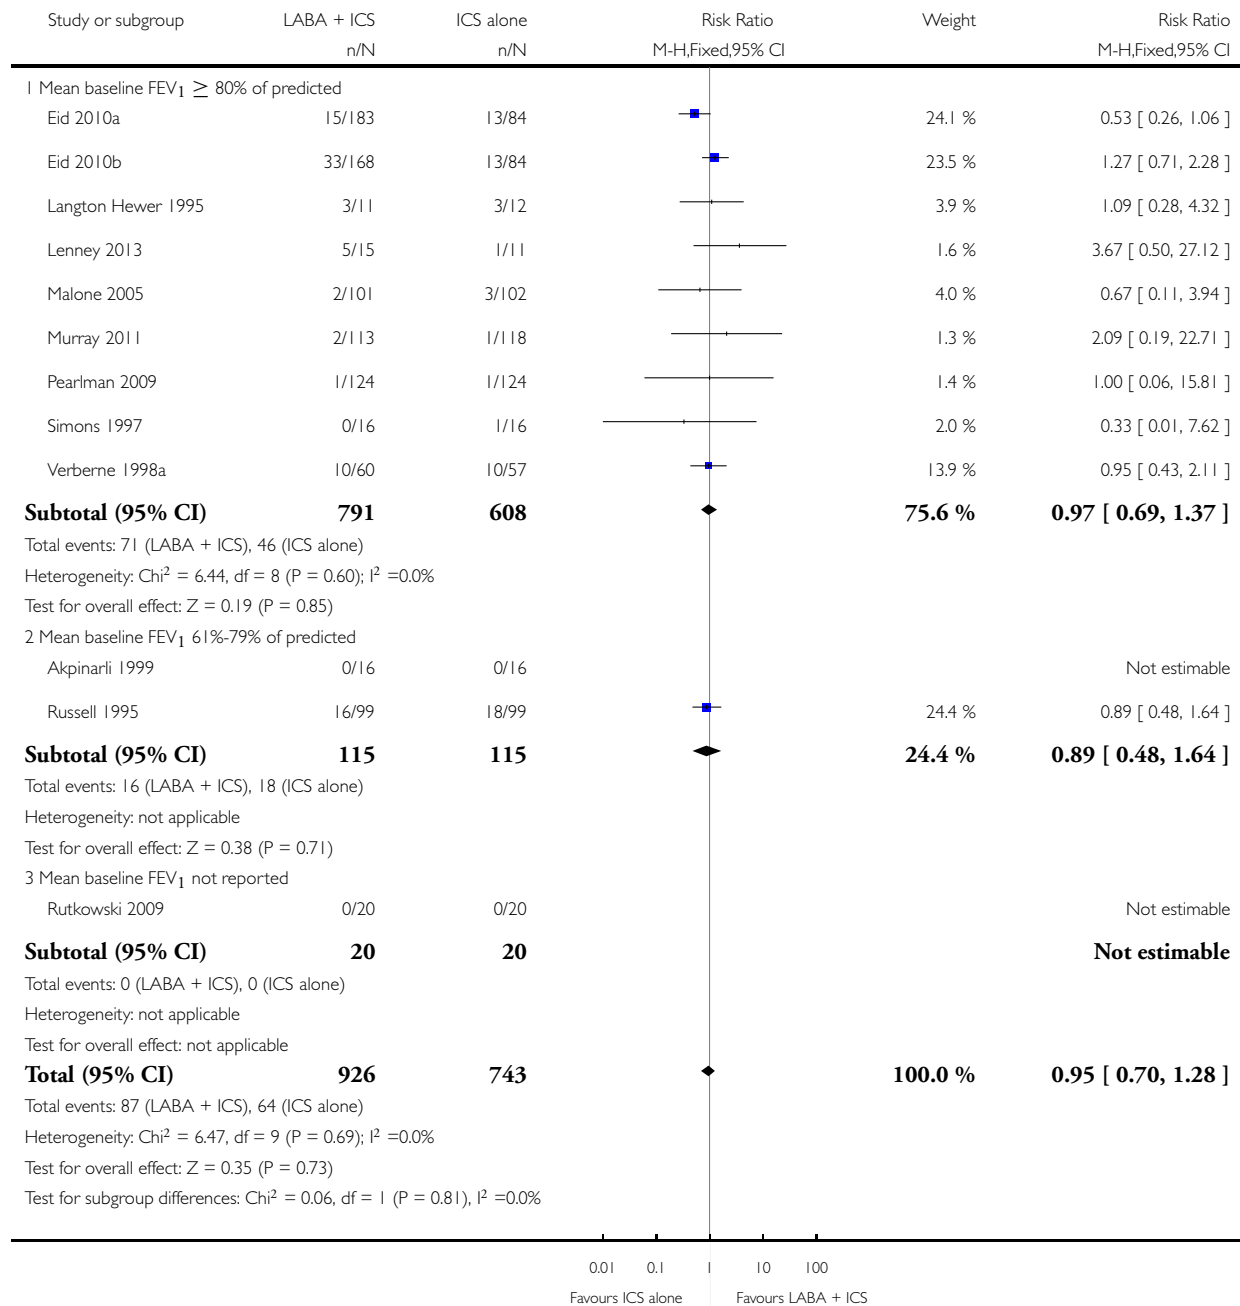 Study or subgroup LABA + ICS ICS alone Risk Ratio Weight Risk Ratio
n/N n/N M-H,Fixed,95% CI M-H,Fixed,95% CI
1 Mean baseline FEV1 ≥ 80% of predicted
Eid 2010a 15/183 13/84 24.1 % 0.53 [ 0.26, 1.06 ]
Eid 2010b 33/168 13/84 23.5 % 1.27 [ 0.71, 2.28 ]
Langton Hewer 1995 3/11 3/12 3.9 % 1.09 [ 0.28, 4.32 ]
Lenney 2013 5/15 1/11 1.6 % 3.67 [ 0.50, 27.12 ]
Malone 2005 2/101 3/102 4.0 % 0.67 [ 0.11, 3.94 ]
Murray 2011 2/113 1/118 1.3 % 2.09 [ 0.19, 22.71 ]
Pearlman 2009 1/124 1/124 1.4 % 1.00 [ 0.06, 15.81 ]
Simons 1997 0/16 1/16 2.0 % 0.33 [ 0.01, 7.62 ]
Verberne 1998a 10/60 10/57 13.9 % 0.95 [ 0.43, 2.11 ]
Subtotal (95% CI) 791 608 75.6 % 0.97 [ 0.69, 1.37 ]
Total events: 71 (LABA + ICS), 46 (ICS alone)
Heterogeneity: Chi² = 6.44, df = 8 (P = 0.60); I² =0.0%
Test for overall effect: Z = 0.19 (P = 0.85)
2 Mean baseline FEV1 61%-79% of predicted
Akpinarli 1999 0/16 0/16 Not estimable
Russell 1995 16/99 18/99 24.4 % 0.89 [ 0.48, 1.64 ]
Subtotal (95% CI) 115 115 24.4 % 0.89 [ 0.48, 1.64 ]
Total events: 16 (LABA + ICS), 18 (ICS alone)
Heterogeneity: not applicable
Test for overall effect: Z = 0.38 (P = 0.71)
3 Mean baseline FEV1 not reported
Rutkowski 2009 0/20 0/20 Not estimable
Subtotal (95% CI) 20 20 Not estimable
Total events: 0 (LABA + ICS), 0 (ICS alone)
Heterogeneity: not applicable
Test for overall effect: not applicable
Total (95% CI) 926 743 100.0 % 0.95 [ 0.70, 1.28 ]
Total events: 87 (LABA + ICS), 64 (ICS alone)
Heterogeneity: Chi² = 6.47, df = 9 (P = 0.69); I² =0.0%
Test for overall effect: Z = 0.35 (P = 0.73)
Test for subgroup differences: Chi² = 0.06, df = 1 (P = 0.81), I² =0.0%
0.01 0.1 1 10 100
Favours ICS alone Favours LABA + ICS